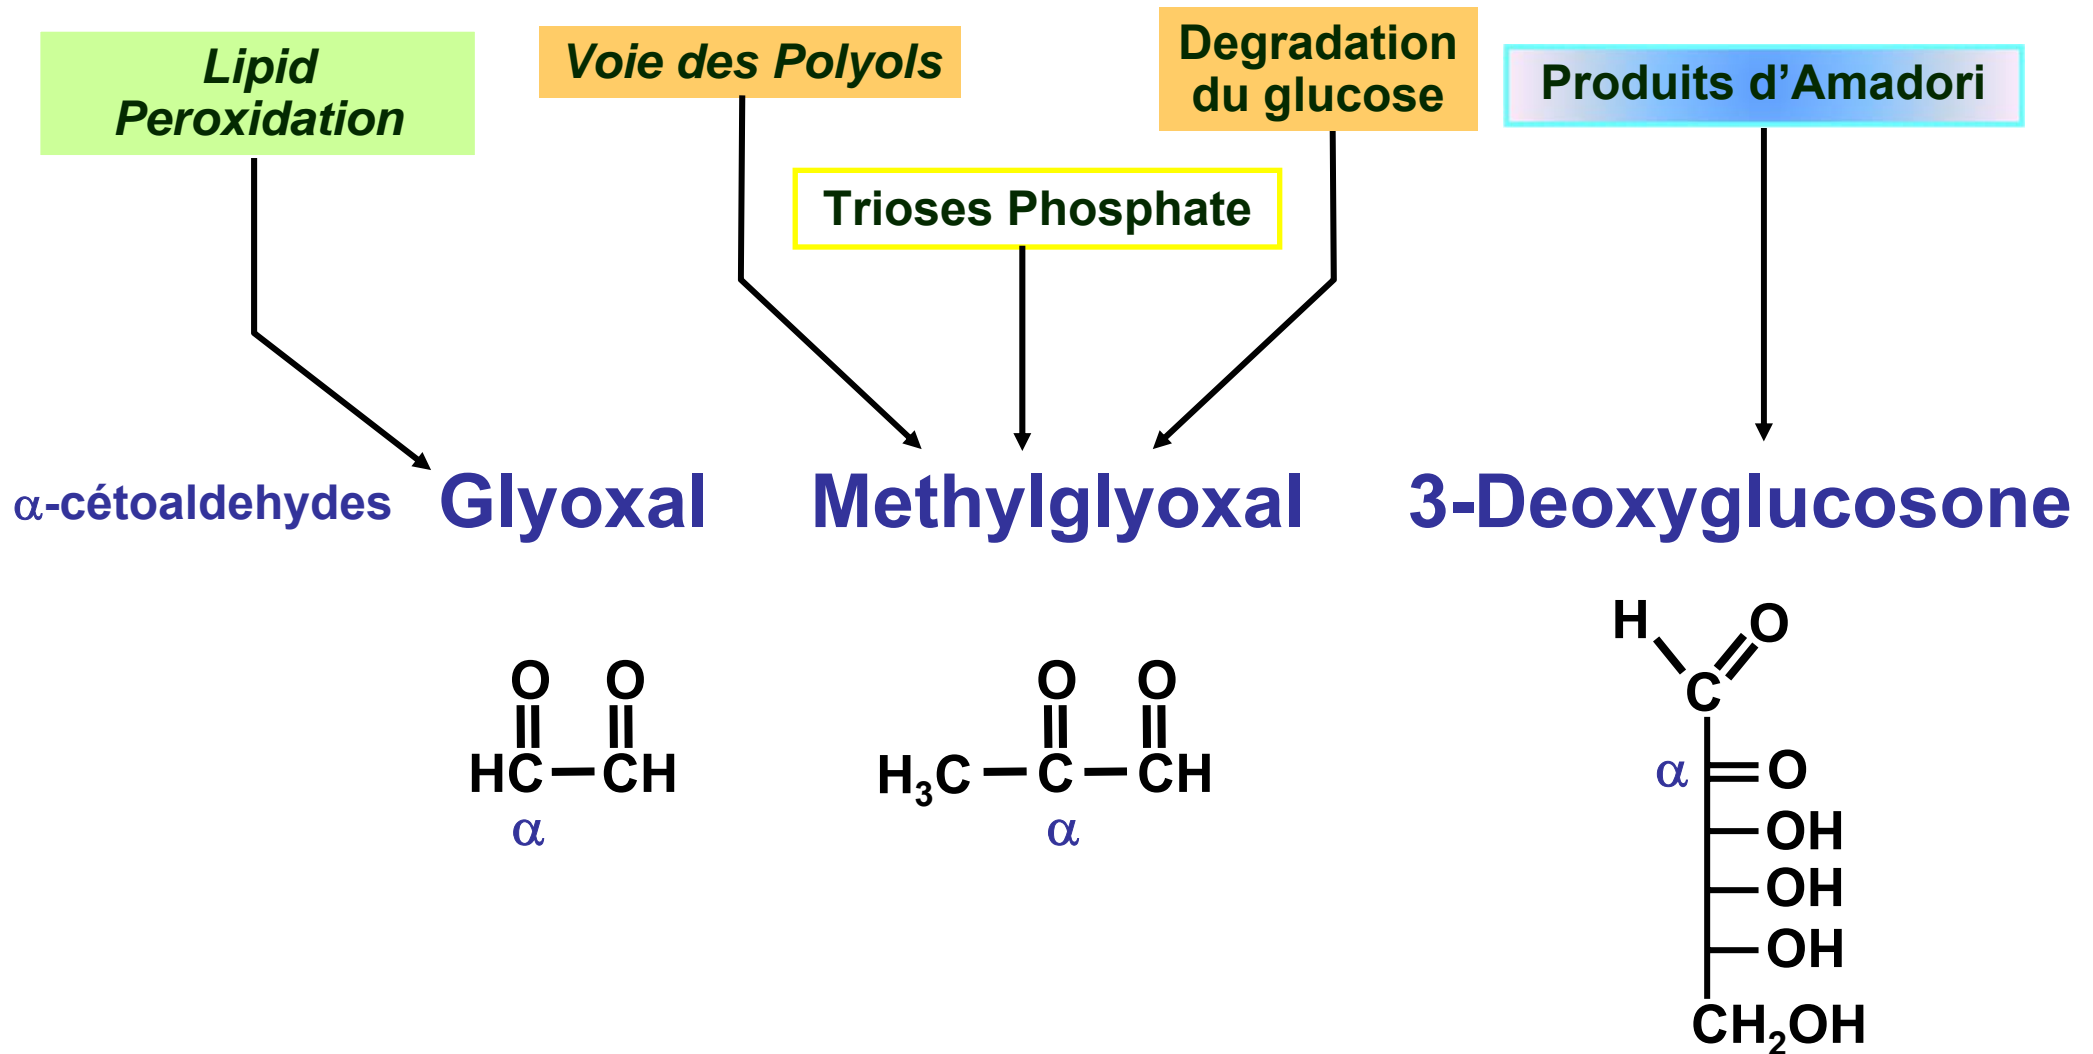 Lipid
Peroxidation
Voie des Polyols
Degradation
du glucose
Produits d’Amadori
Trioses Phosphate
α-cétoaldehydes Glyoxal Methylglyoxal 3-Deoxyglucosone
O O
HC CH
α
O O
H₃C C CH
α
H O
C
α O
OH
OH
OH
CH₂OH